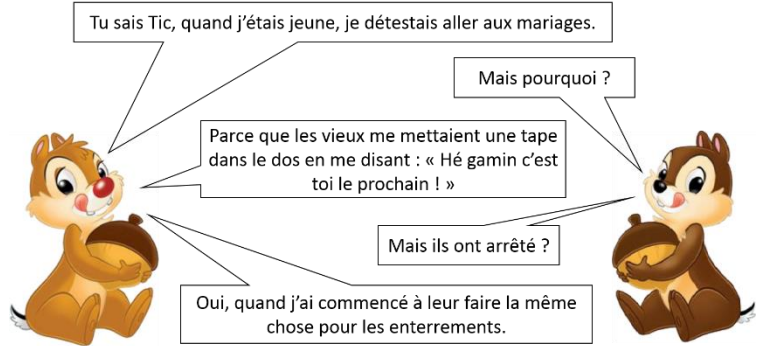 Tu sais Tic, quand j’étais jeune, je détestais aller aux mariages.
Mais pourquoi ?
Parce que les vieux me mettaient une tape
dans le dos en me disant : « Hé gamin c’est
toi le prochain ! »
Mais ils ont arrêté ?
Oui, quand j’ai commencé à leur faire la même
chose pour les enterrements.